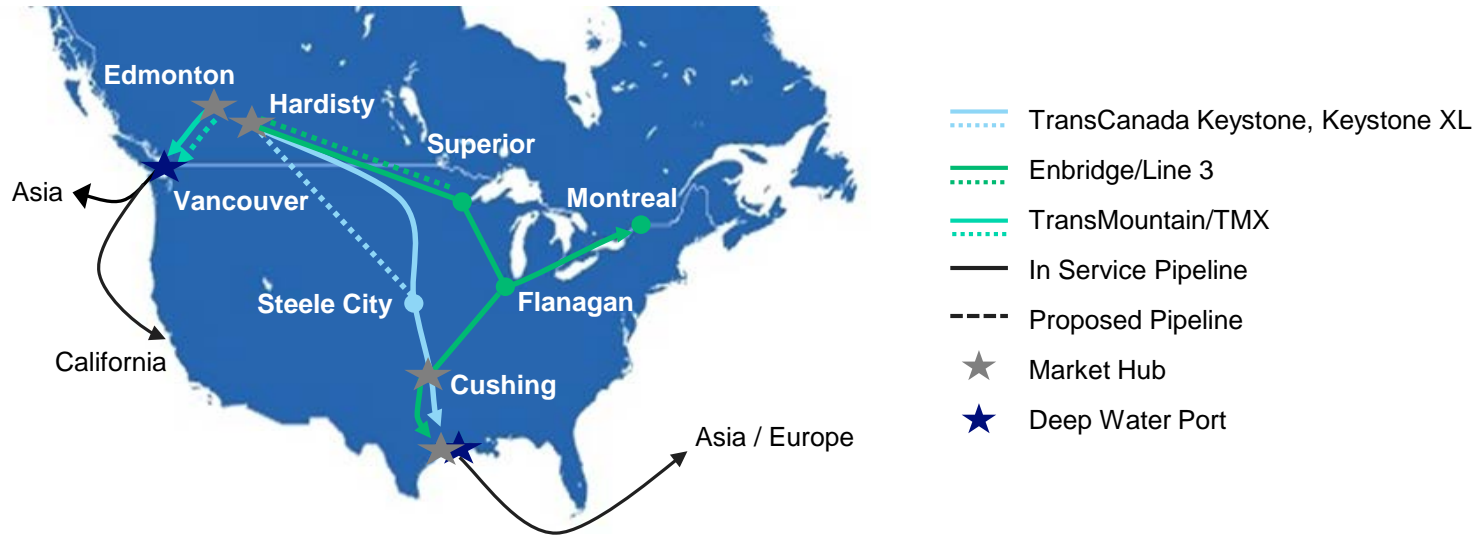 Edmonton
Hardisty
Superior
Montreal
Asia
Vancouver
Steele City
Flanagan
California
Cushing
Asia / Europe
TransCanada Keystone, Keystone XL
Enbridge/Line 3
TransMountain/TMX
In Service Pipeline
Proposed Pipeline
Market Hub
Deep Water Port